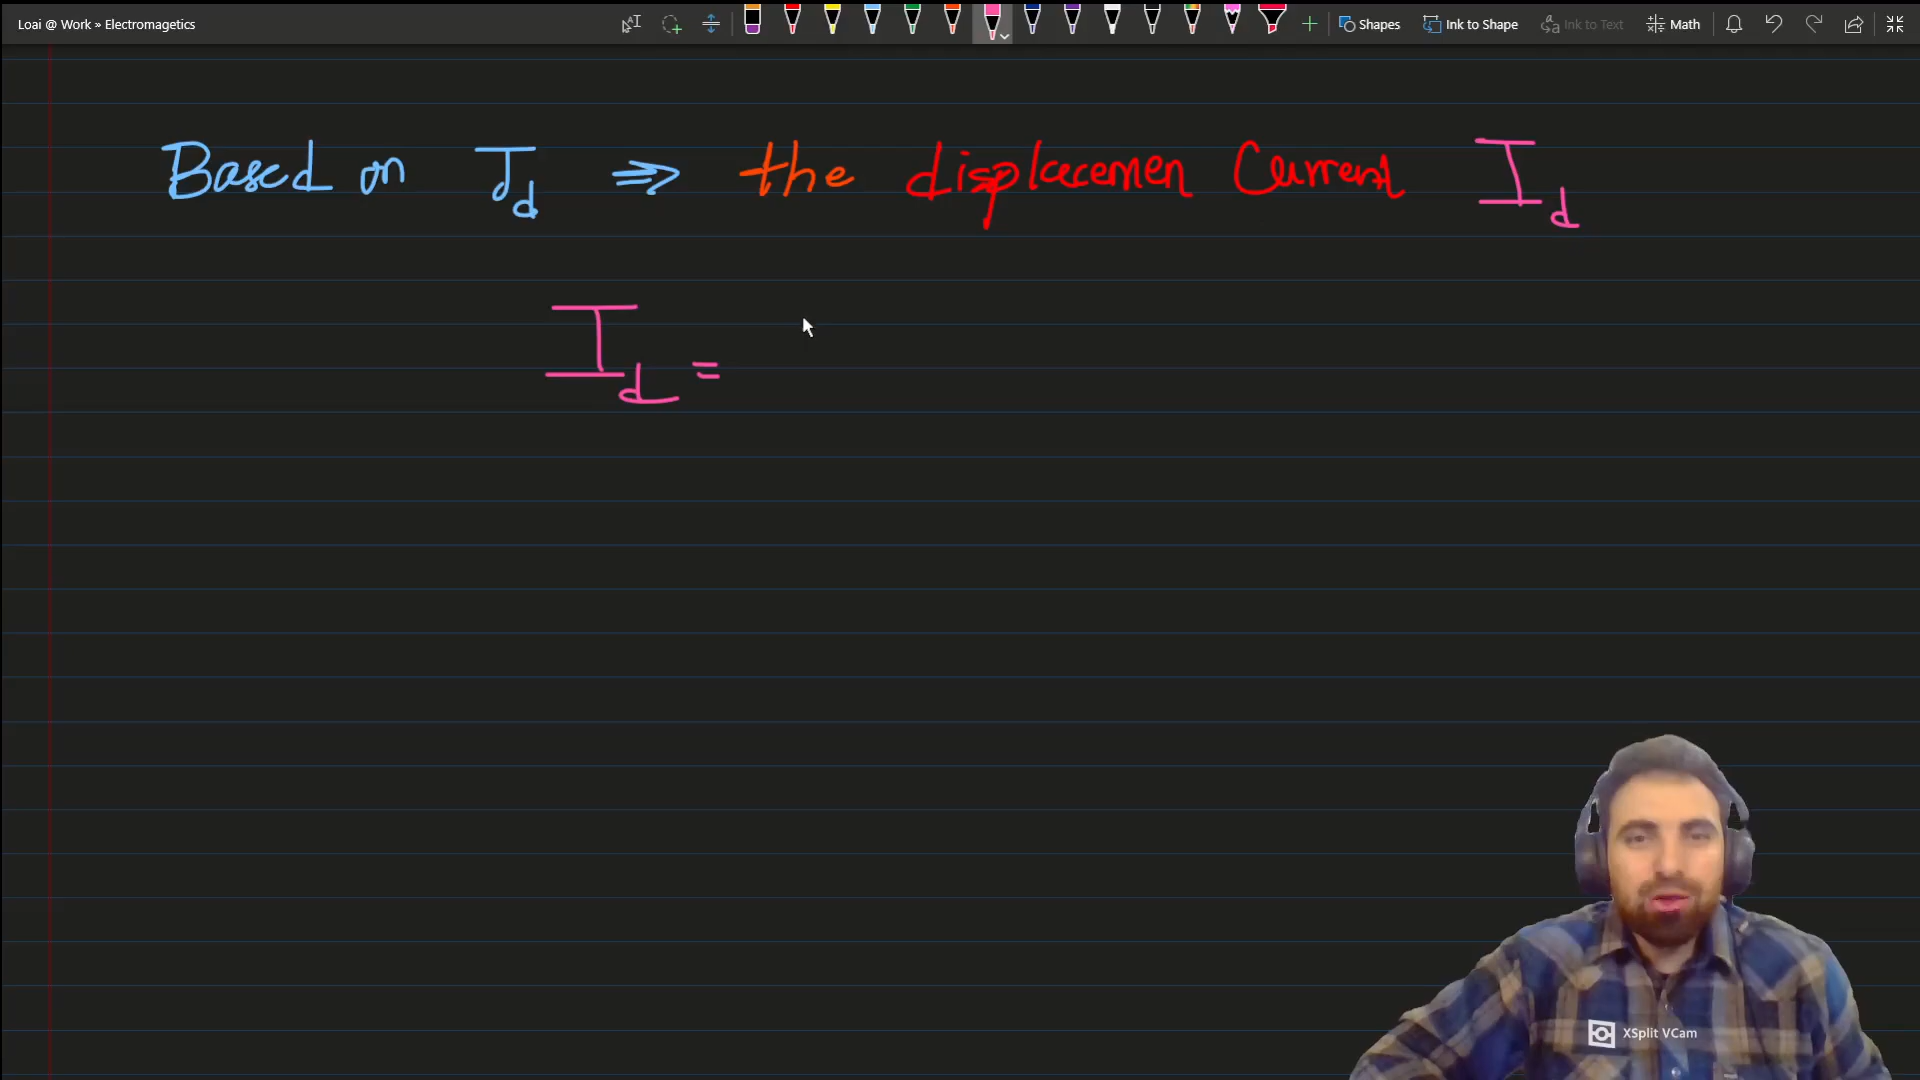 Loai @ Work » Electromagetics
Shapes Ink to Shape Ink to Text Math
Based on J_d ⇒ the displacemen Current I_d
I_d =
XSplit VCam